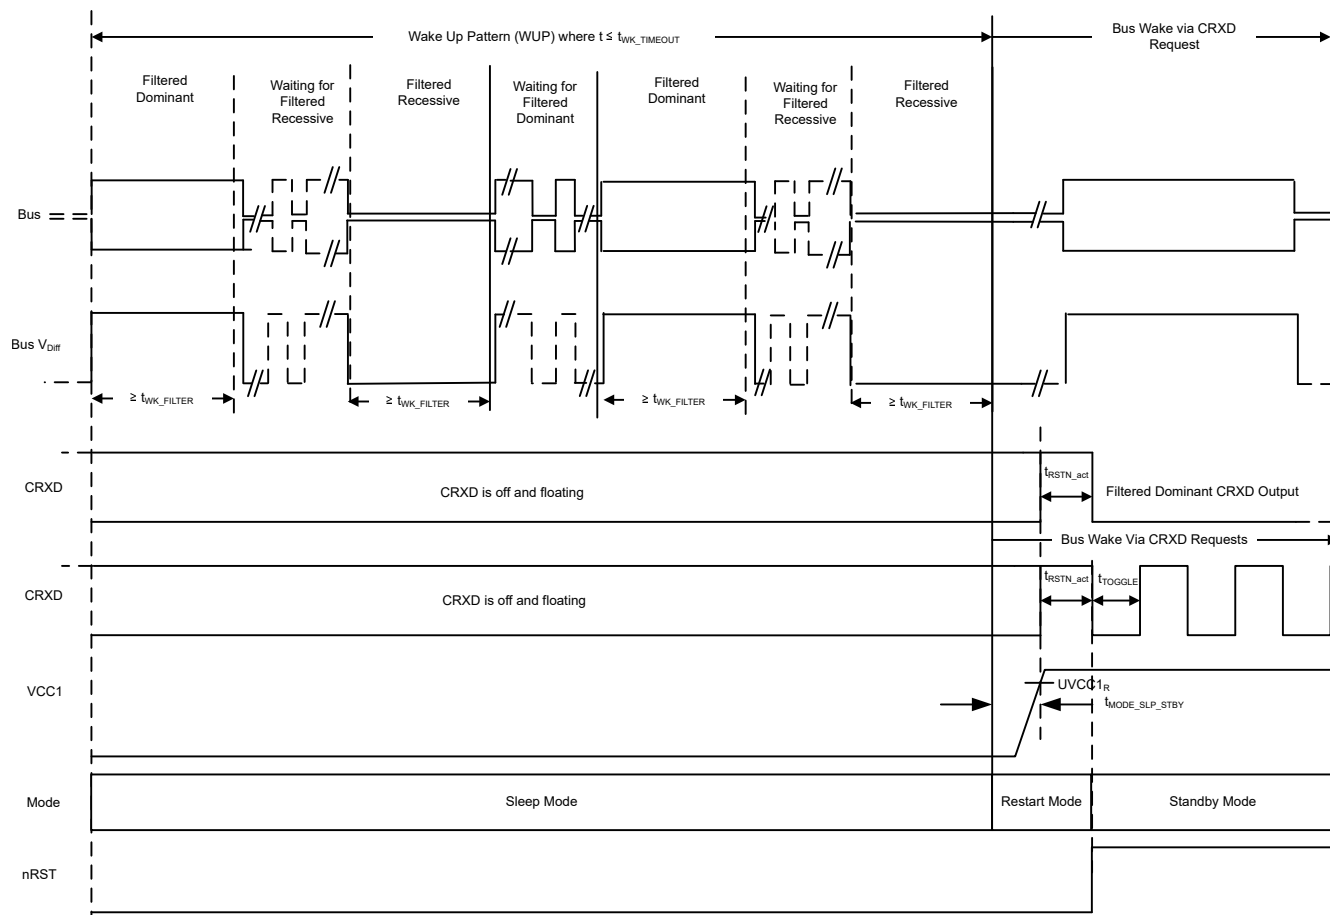 Wake Up Pattern (WUP) where t ≤ tWK_TIMEOUT
Bus Wake via CRXD
Request
Filtered
Dominant
Waiting for
Filtered
Recessive
Filtered
Recessive
Waiting for
Filtered
Dominant
Filtered
Dominant
Waiting for
Filtered
Recessive
Filtered
Recessive
Bus
Bus VDiff
≥ tWK_FILTER
≥ tWK_FILTER
≥ tWK_FILTER
≥ tWK_FILTER
CRXD
CRXD is off and floating
tRSTN_act
Filtered Dominant CRXD Output
Bus Wake Via CRXD Requests
CRXD
CRXD is off and floating
tRSTN_act
tTOGGLE
VCC1
UVCC1R
tMODE_SLP_STBY
Mode
Sleep Mode
Restart Mode
Standby Mode
nRST